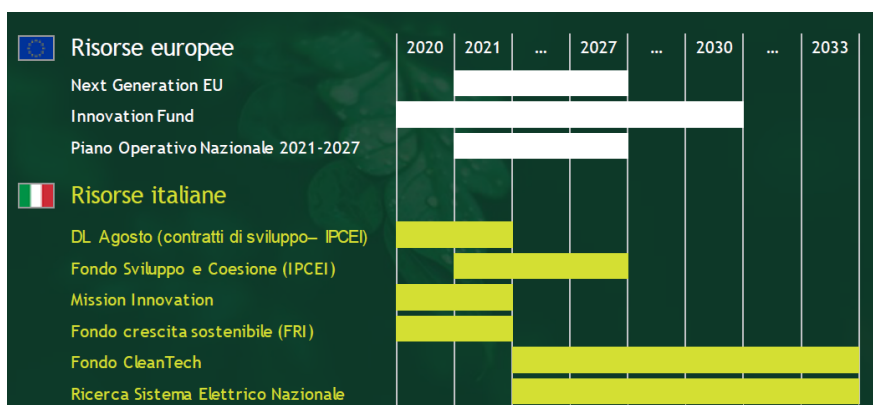 Risorse europee 2020 2021 ... 2027 ... 2030 ... 2033
Next Generation EU
Innovation Fund
Piano Operativo Nazionale 2021-2027
Risorse italiane
DL Agosto (contratti di sviluppo– IPCEI)
Fondo Sviluppo e Coesione (IPCEI)
Mission Innovation
Fondo crescita sostenibile (FRI)
Fondo CleanTech
Ricerca Sistema Elettrico Nazionale